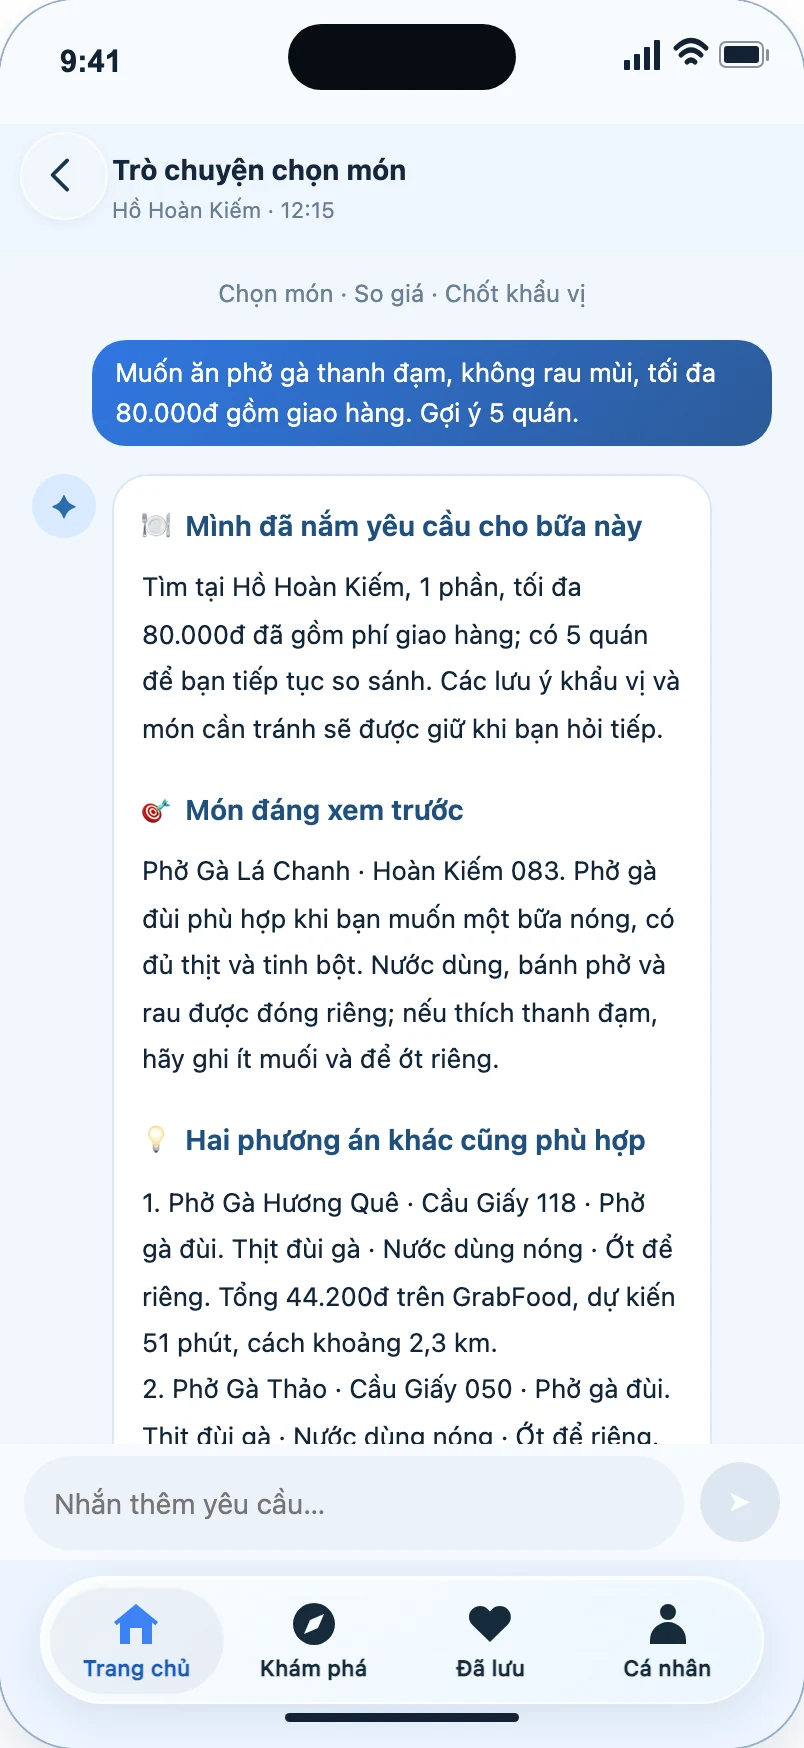 9:41
Trò chuyện chọn món
Hồ Hoàn Kiếm · 12:15
Chọn món · So giá · Chốt khẩu vị
Muốn ăn phở gà thanh đạm, không rau mùi, tối đa
80.000đ gồm giao hàng. Gợi ý 5 quán.
Mình đã nắm yêu cầu cho bữa này
Tìm tại Hồ Hoàn Kiếm, 1 phần, tối đa
80.000đ đã gồm phí giao hàng; có 5 quán
để bạn tiếp tục so sánh. Các lưu ý khẩu vị và
món cần tránh sẽ được giữ khi bạn hỏi tiếp.
Món đáng xem trước
Phở Gà Lá Chanh · Hoàn Kiếm 083. Phở gà
đùi phù hợp khi bạn muốn một bữa nóng, có
đủ thịt và tinh bột. Nước dùng, bánh phở và
rau được đóng riêng; nếu thích thanh đạm,
hãy ghi ít muối và để ớt riêng.
Hai phương án khác cũng phù hợp
1. Phở Gà Hương Quê · Cầu Giấy 118 · Phở
gà đùi. Thịt đùi gà · Nước dùng nóng · Ớt để
riêng. Tổng 44.200đ trên GrabFood, dự kiến
51 phút, cách khoảng 2,3 km.
2. Phở Gà Thảo · Cầu Giấy 050 · Phở gà đùi.
Thịt đùi gà · Nước dùng nóng · Ớt để riêng.
Nhắn thêm yêu cầu...
Trang chủ
Khám phá
Đã lưu
Cá nhân